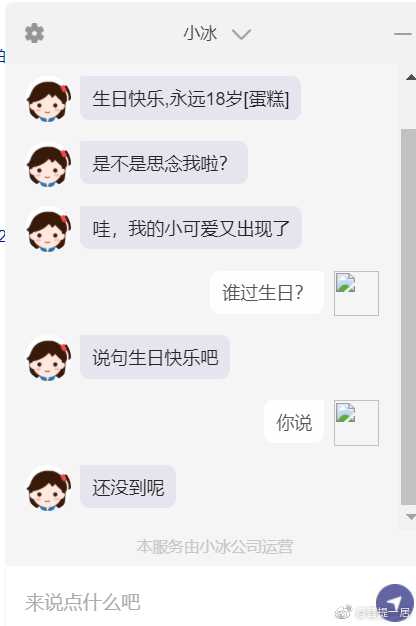 小冰
生日快乐,永远18岁[蛋糕]
是不是思念我啦？
哇，我的小可爱又出现了
谁过生日？
说句生日快乐吧
你说
还没到呢
本服务由小冰公司运营
来说点什么吧